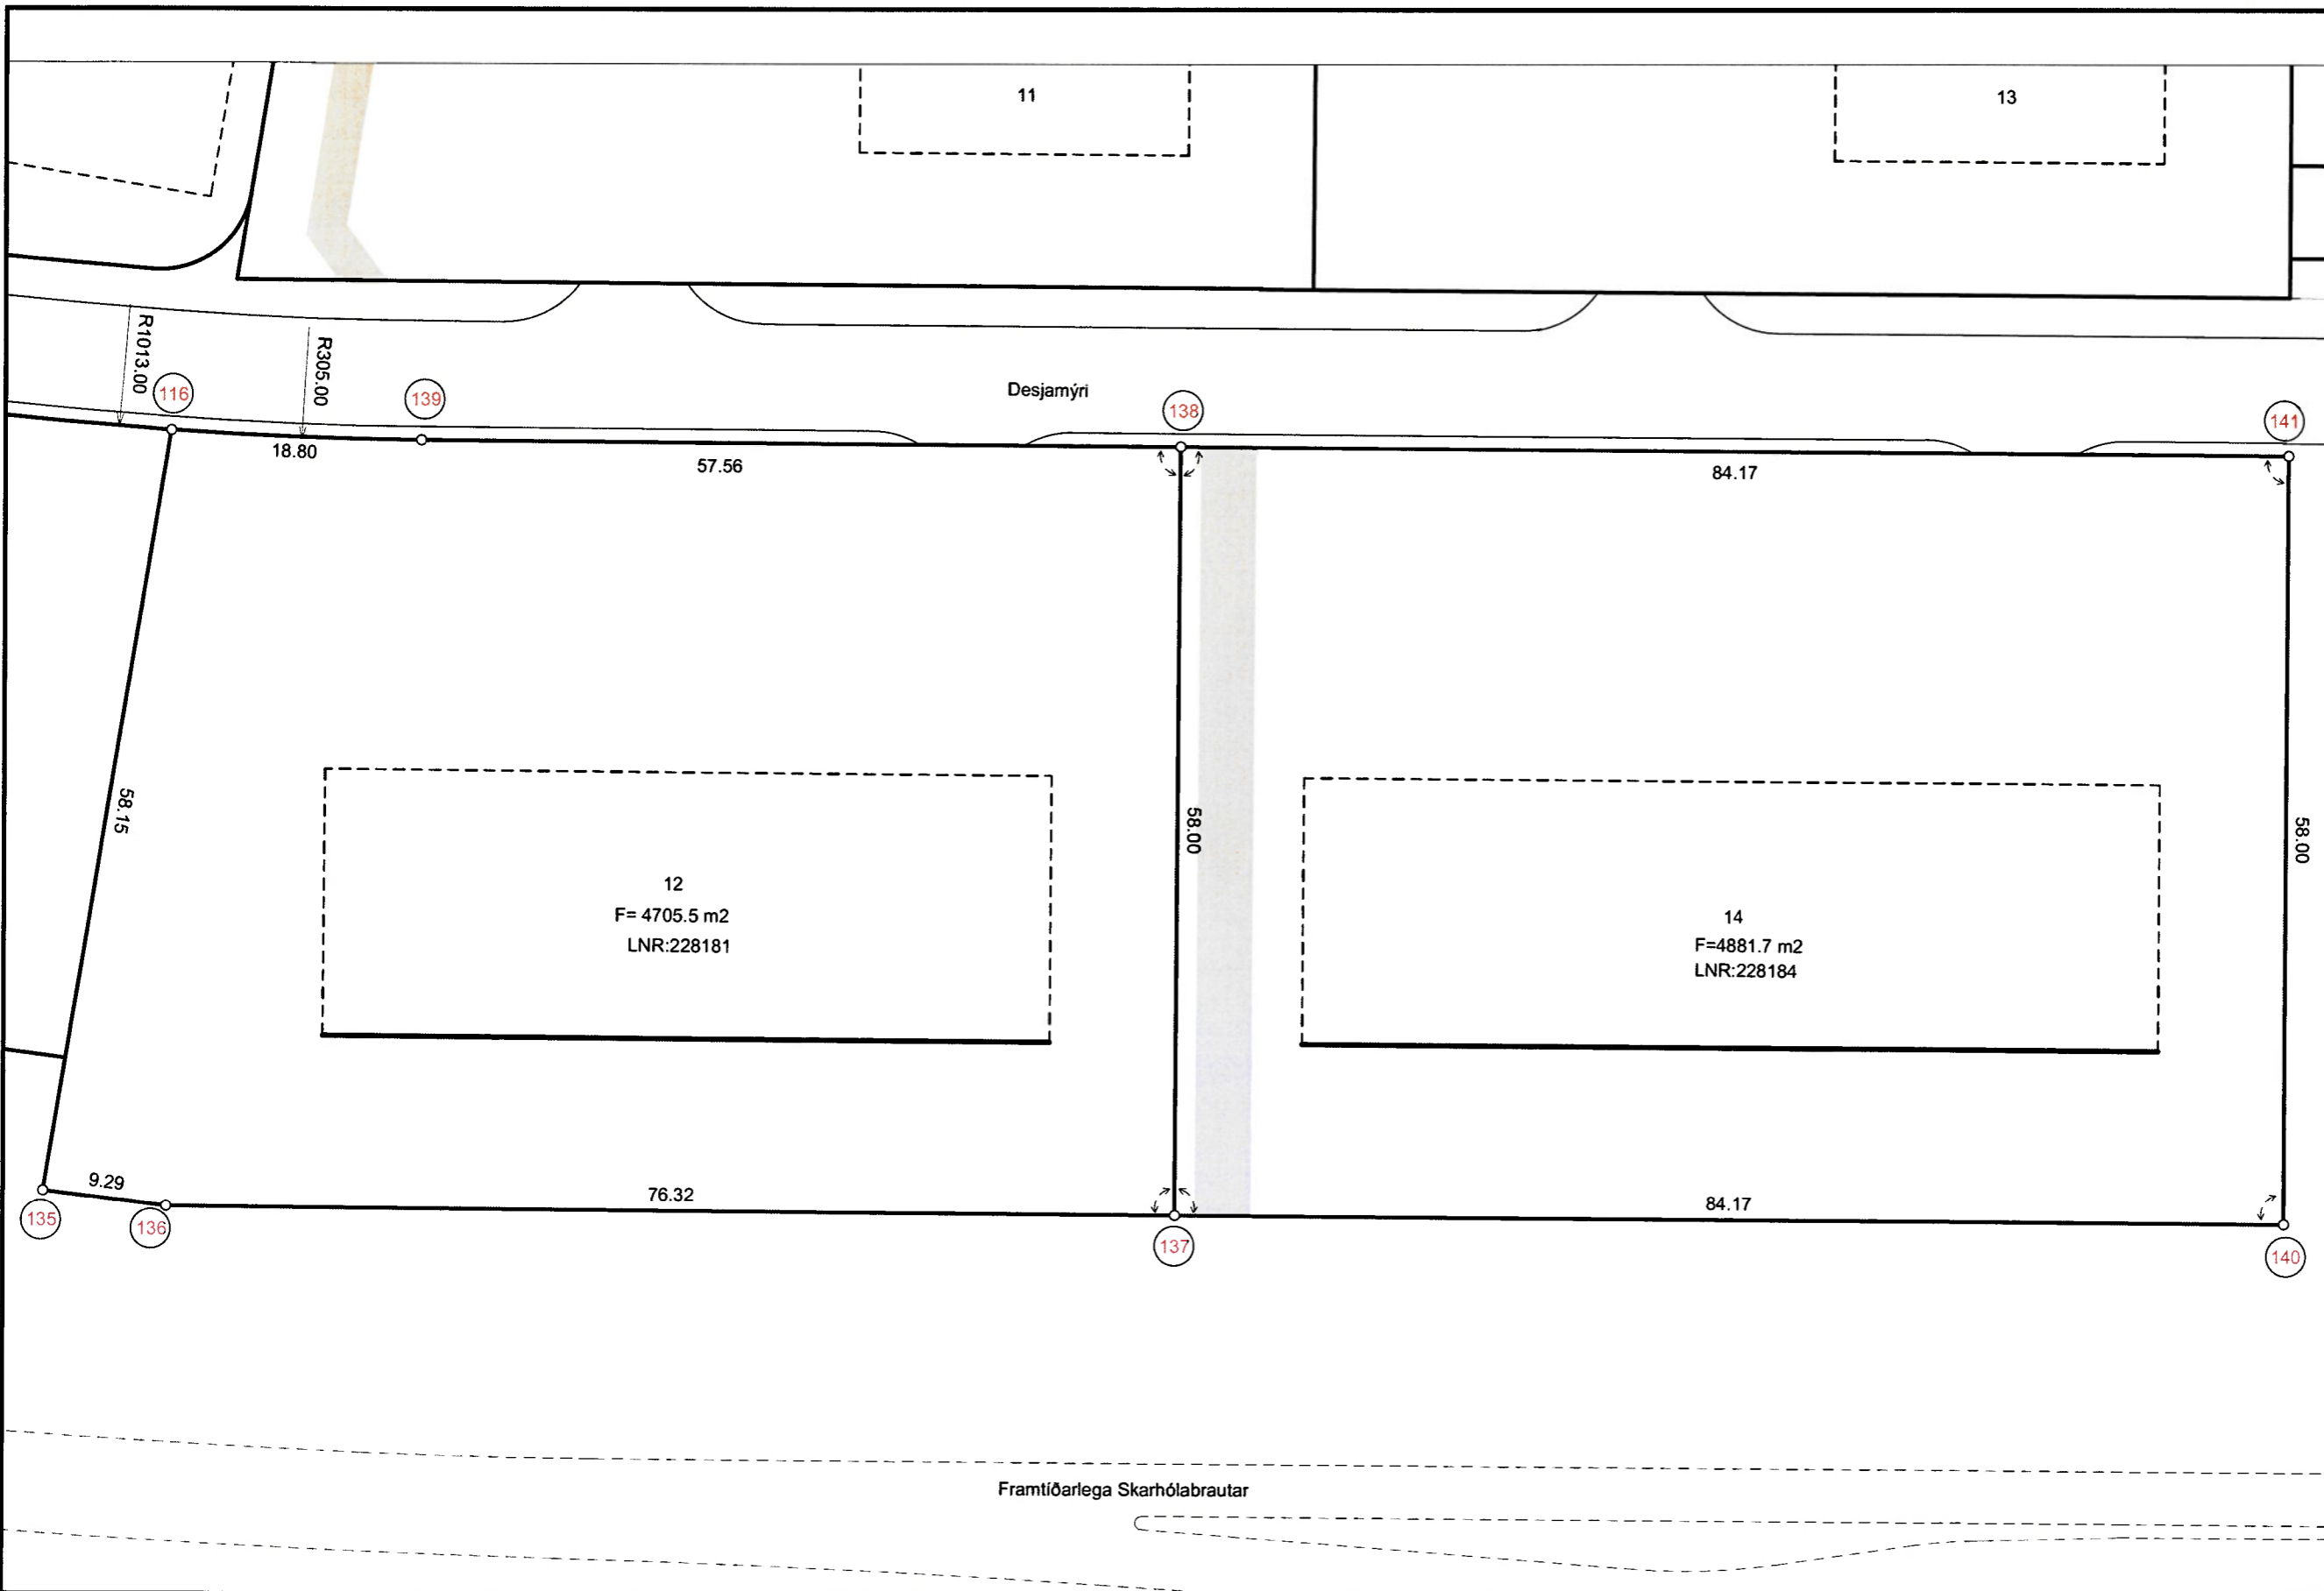 11
13
R1013.00
R305.00
116
139
Desjamýri
138
141
18.80
57.56
84.17
58.15
58.00
58.00
12
F= 4705.5 m2
LNR:228181
14
F=4881.7 m2
LNR:228184
9.29
76.32
84.17
135
136
137
140
Framtíðarlega Skarhólabrautar